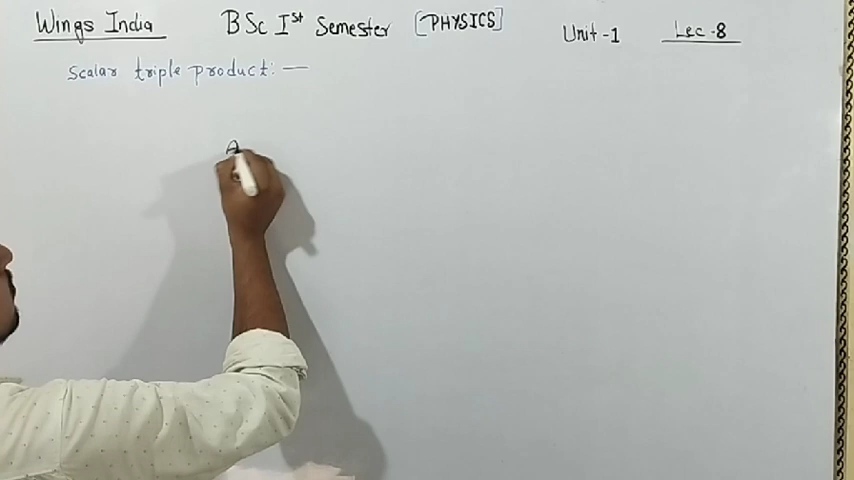 Wings India BSc Ist Semester [PHYSICS] Unit-1 Lec-8
Scalar triple product:—
A